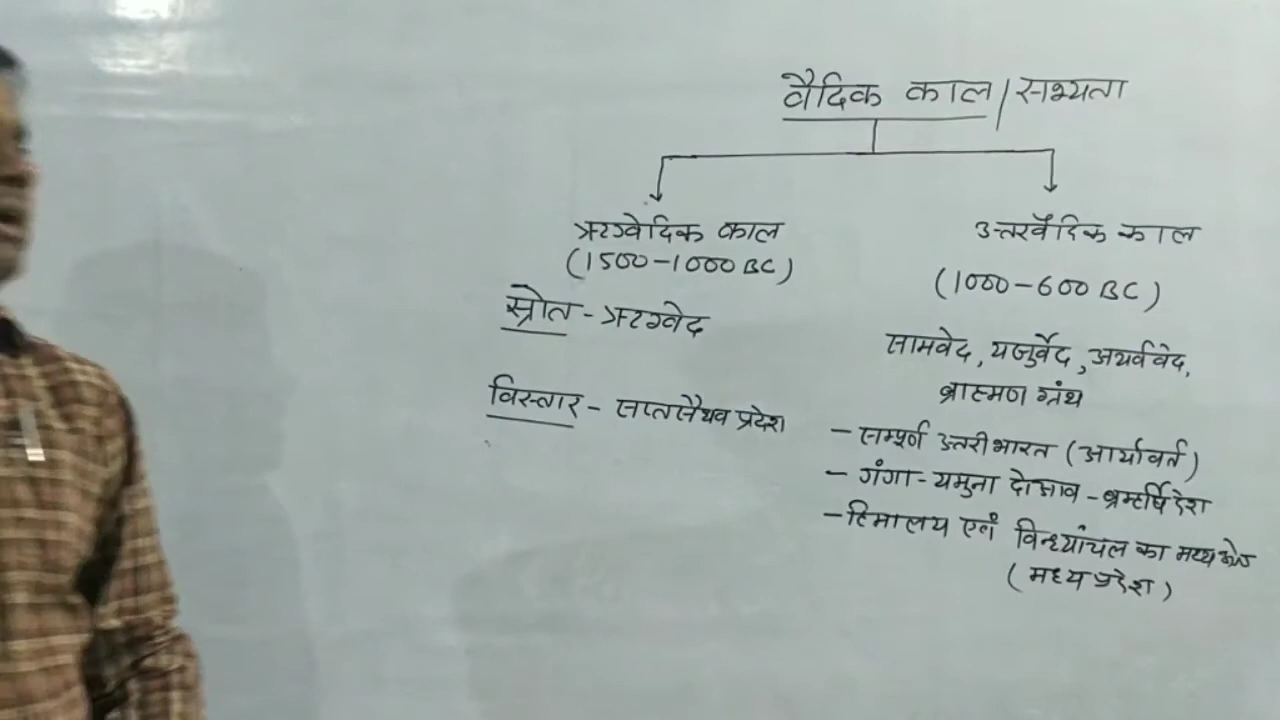 वैदिक काल / सभ्यता
ऋग्वेदिक काल
(1500-1000 BC)
स्रोत - ऋग्वेद
विस्तार - सप्तसैंधव प्रदेश
उत्तरवैदिक काल
(1000-600 BC)
सामवेद, यजुर्वेद, अथर्ववेद,
ब्राह्मण ग्रंथ
- सम्पूर्ण उत्तरीभारत (आर्यावर्त)
- गंगा-यमुना दोआब - ब्रह्मर्षि देश
- हिमालय एवं विन्ध्यांचल का मध्य क्षेत्र
(मध्य प्रदेश)